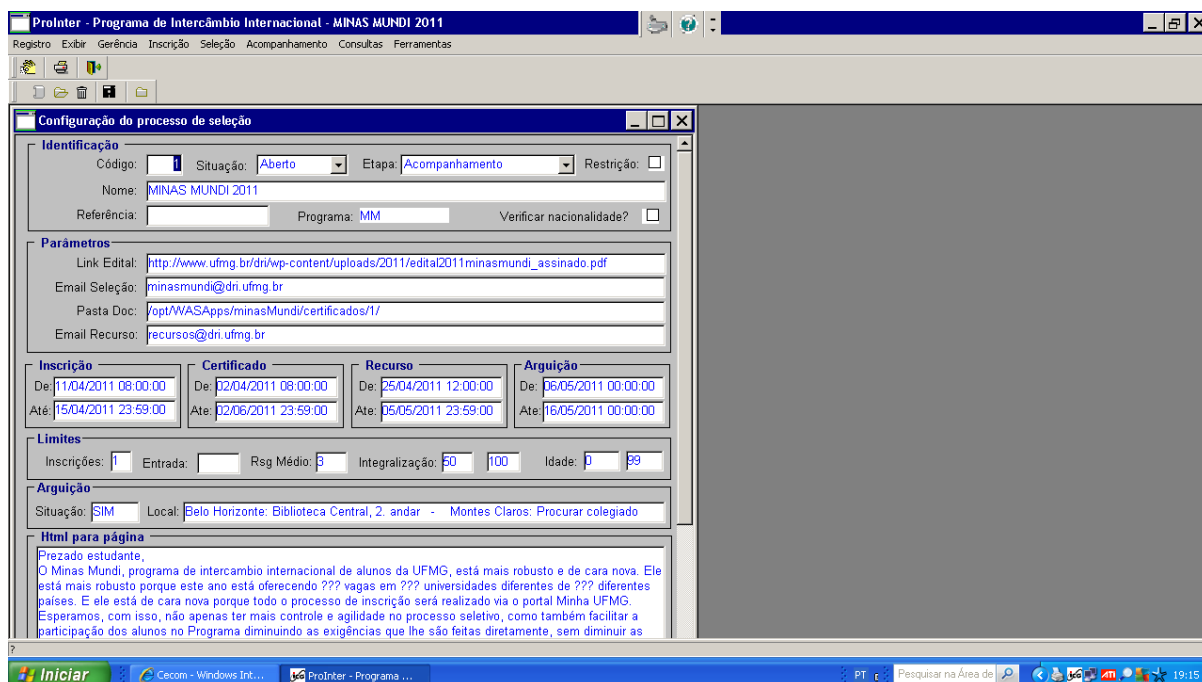 ProInter - Programa de Intercâmbio Internacional - MINAS MUNDI 2011
Registro Exibir Gerência Inscrição Seleção Acompanhamento Consultas Ferramentas
Configuração do processo de seleção
Identificação
Código: 1 Situação: Aberto Etapa: Acompanhamento Restrição:
Nome: MINAS MUNDI 2011
Referência: Programa: MM Verificar nacionalidade?
Parâmetros
Link Edital: http://www.ufmg.br/dri/wp-content/uploads/2011/edital2011minasmundi_assinado.pdf
Email Seleção: minasmundi@dri.ufmg.br
Pasta Doc: /opt/WASApps/minasMundi/certificados/1/
Email Recurso: recursos@dri.ufmg.br
Inscrição Certificado Recurso Arguição
De: 11/04/2011 08:00:00 De: 02/04/2011 08:00:00 De: 25/04/2011 12:00:00 De: 06/05/2011 00:00:00
Até: 15/04/2011 23:59:00 Ate: 02/06/2011 23:59:00 Ate: 05/05/2011 23:59:00 Ate: 16/05/2011 00:00:00
Limites
Inscrições: 1 Entrada: Rsg Médio: 3 Integralização: 50 100 Idade: 0 99
Arguição
Situação: SIM Local: Belo Horizonte: Biblioteca Central, 2. andar - Montes Claros: Procurar colegiado
Html para página
Prezado estudante,
O Minas Mundi, programa de intercambio internacional de alunos da UFMG, está mais robusto e de cara nova. Ele
está mais robusto porque este ano está oferecendo ??? vagas em ??? universidades diferentes de ??? diferentes
países. E ele está de cara nova porque todo o processo de inscrição será realizado via o portal Minha UFMG.
Esperamos, com isso, não apenas ter mais controle e agilidade no processo seletivo, como também facilitar a
participação dos alunos no Programa diminuindo as exigências que lhe são feitas diretamente, sem diminuir as
?
Iniciar Cecom - Windows Int... ProInter - Programa ... PT Pesquisar na Área de 19:15